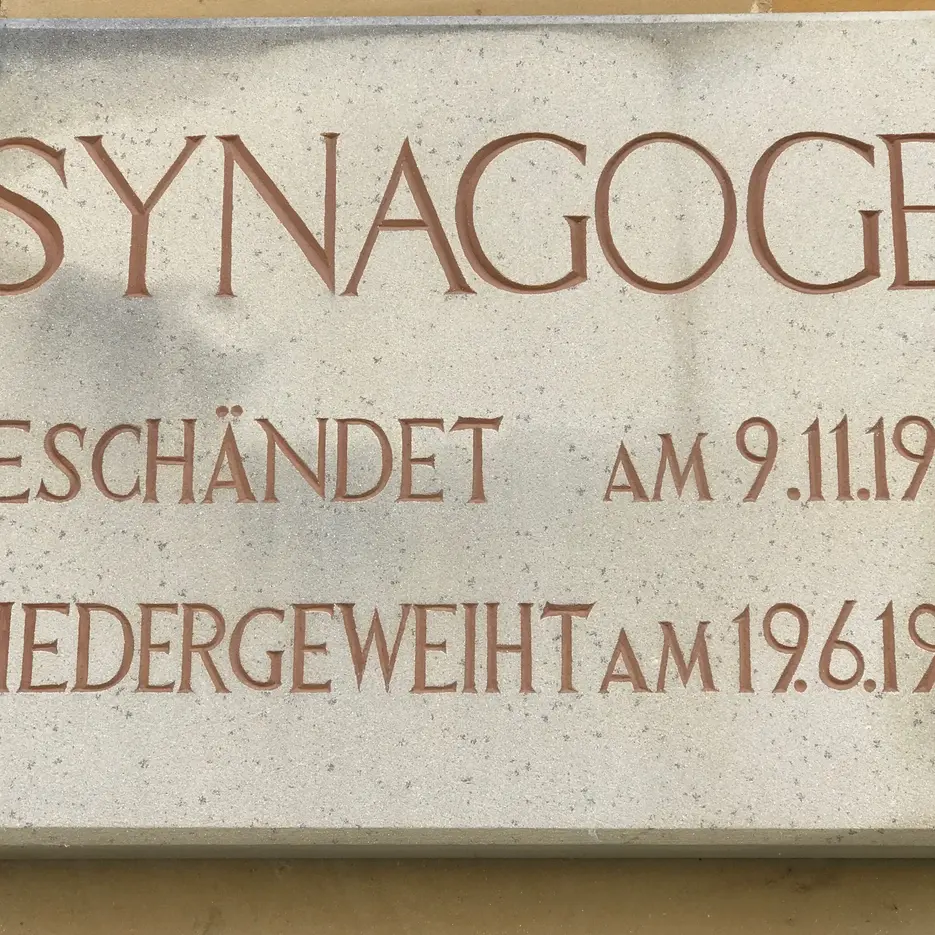 SYNAGOGE
ESCHÄNDET AM 9.11.19
IEDERGEWEIHT AM 19.6.19